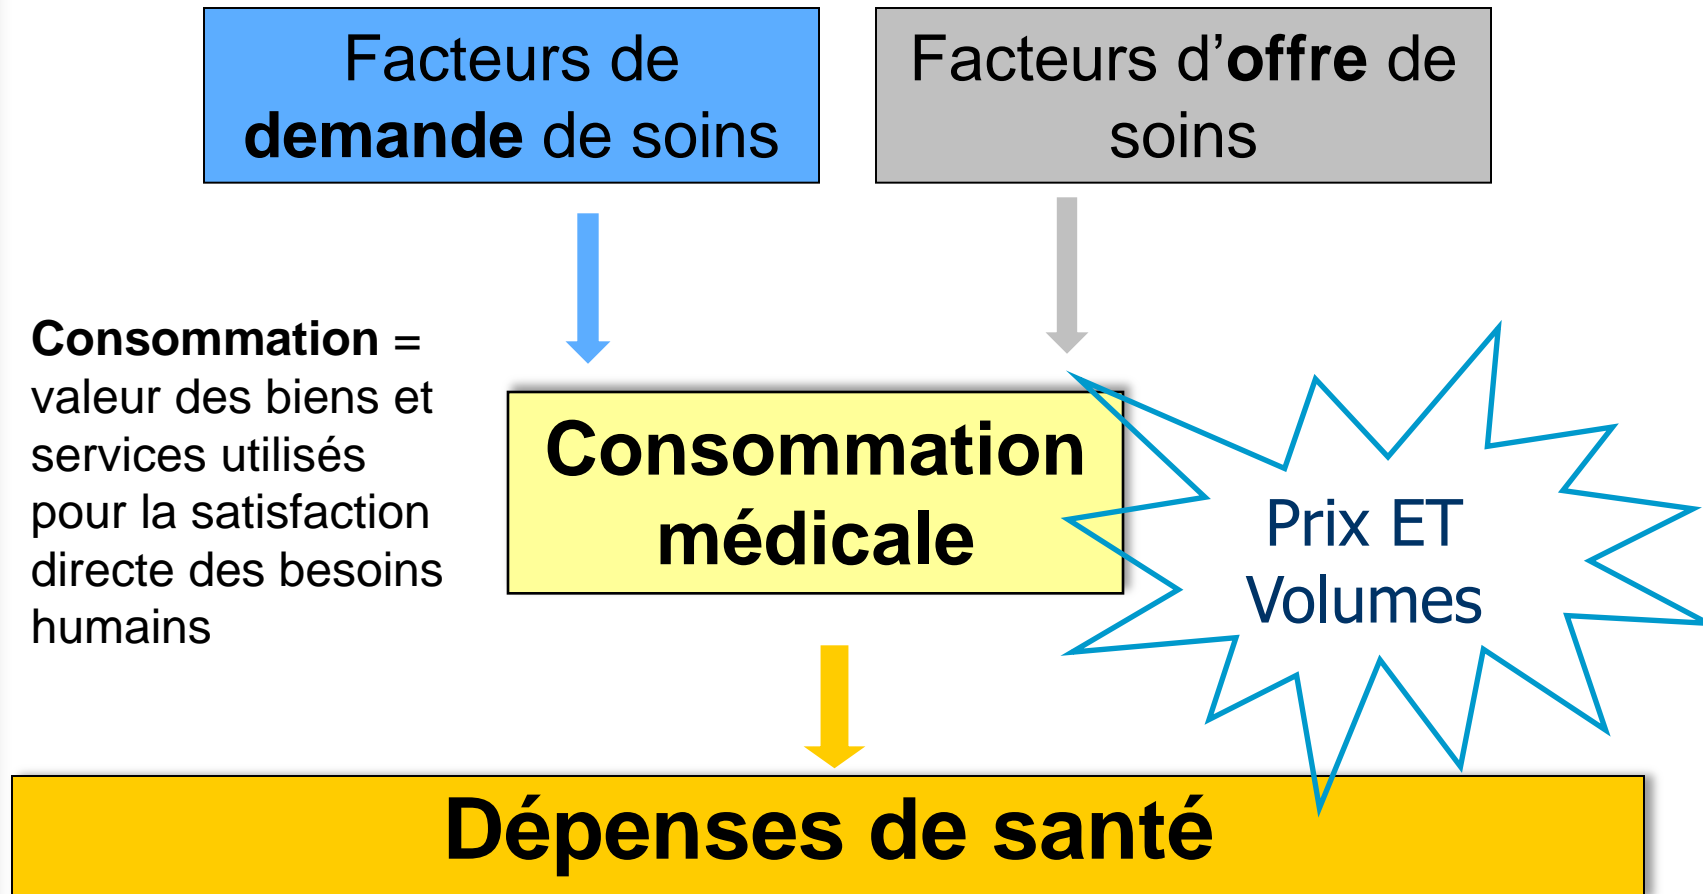 Facteurs de
demande de soins
Facteurs d’offre de
soins
Consommation =
valeur des biens et
services utilisés
pour la satisfaction
directe des besoins
humains
Consommation
médicale
Prix ET
Volumes
Dépenses de santé